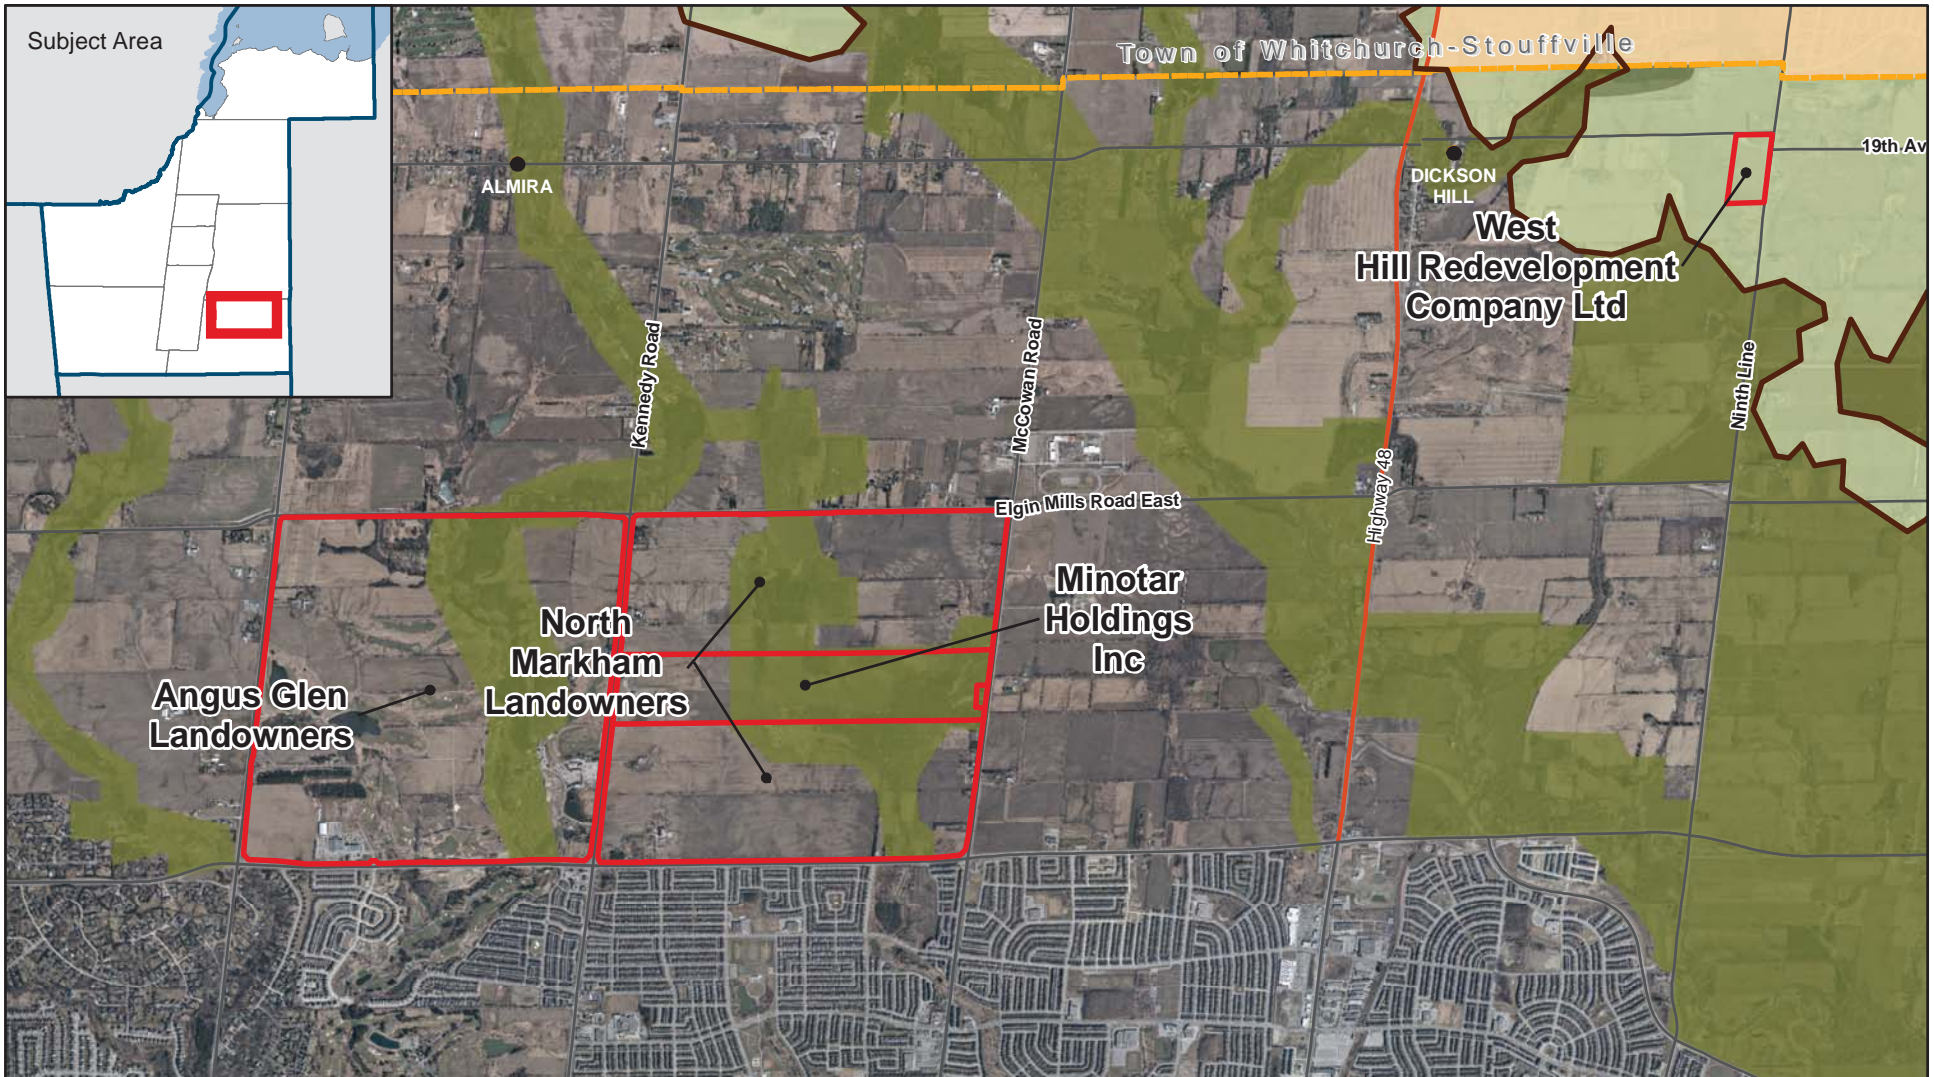 Subject Area
Town of Whitchurch-Stouffville
19th Av
ALMIRA
DICKSON
HILL
West
Hill Redevelopment
Company Ltd
Kennedy Road
McCowan Road
Ninth Line
Highway 48
Elgin Mills Road East
Minotar
Holdings
Inc
North
Markham
Landowners
Angus Glen
Landowners